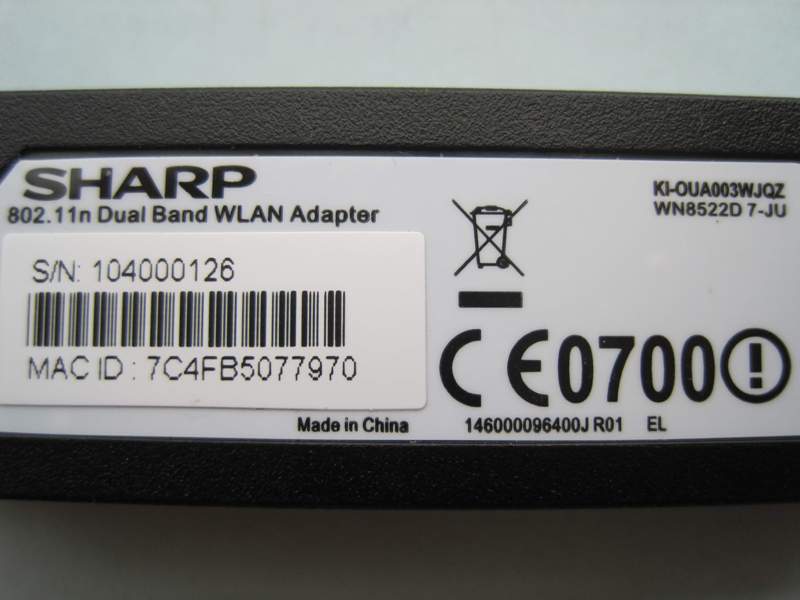 SHARP
802.11n Dual Band WLAN Adapter
KI-OUA003WJQZ
WN8522D 7-JU
S/N: 104000126
MAC ID : 7C4FB5077970
CE0700
Made in China
146000096400J R01 EL